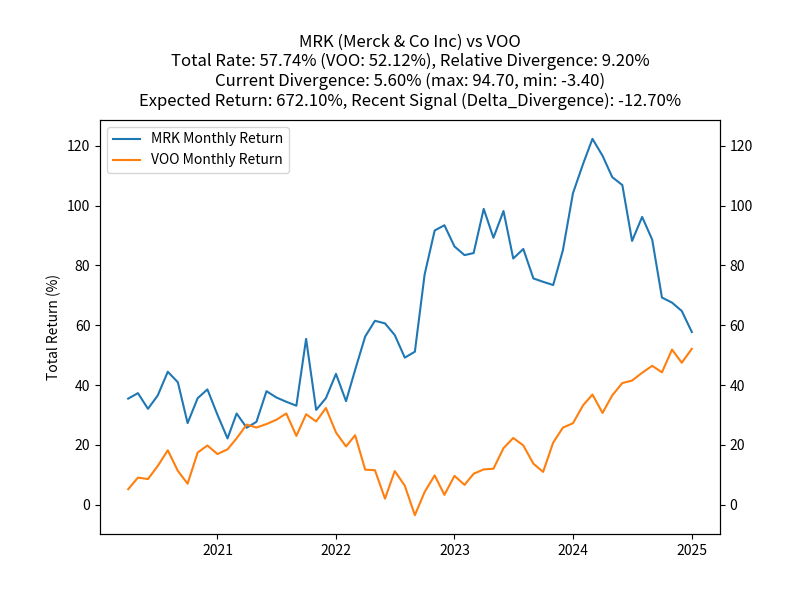 MRK (Merck & Co Inc) vs VOO
Total Rate: 57.74% (VOO: 52.12%), Relative Divergence: 9.20%
Current Divergence: 5.60% (max: 94.70, min: -3.40)
Expected Return: 672.10%, Recent Signal (Delta_Divergence): -12.70%
MRK Monthly Return
VOO Monthly Return
Total Return (%)
120
100
80
60
40
20
0
120
100
80
60
40
20
0
2021 2022 2023 2024 2025